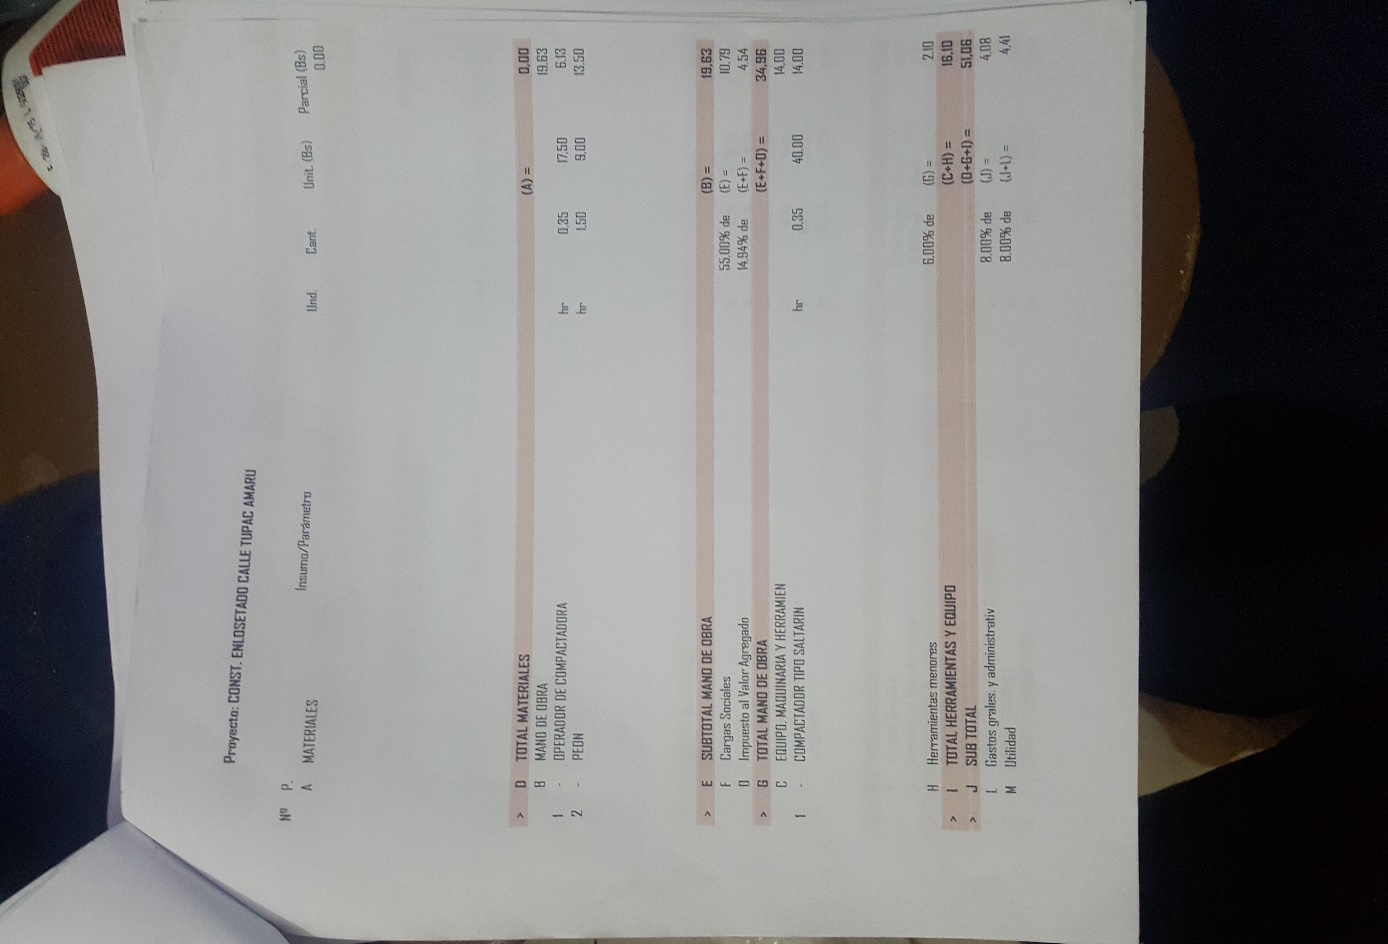 Proyecto: CONST. ENLOSETADO CALLE TUPAC AMARU
Nº P. Insumo/Parámetro Und. Cant. Unit. (Bs) Parcial (Bs)
A MATERIALES 0.00
> D TOTAL MATERIALES (A) = 0.00
B MANO DE OBRA 19.63
1 - OPERADOR DE COMPACTADORA hr 0.35 17.50 6.13
2 - PEON hr 1.50 9.00 13.50
> E SUBTOTAL MANO DE OBRA (B) = 19.63
F Cargas Sociales 55.00% de (E) = 10.79
O Impuesto al Valor Agregado 14.94% de (E+F) = 4.54
> G TOTAL MANO DE OBRA (E+F+O) = 34.96
C EQUIPO, MAQUINARIA Y HERRAMIEN 14.00
1 - COMPACTADOR TIPO SALTARIN hr 0.35 40.00 14.00
H Herramientas menores 6.00% de (G) = 2.10
> I TOTAL HERRAMIENTAS Y EQUIPO (C+H) = 16.10
> J SUB TOTAL (D+G+I) = 51.06
L Gastos grales. y administrativ 8.00% de (J) = 4.08
M Utilidad 8.00% de (J+L) = 4.41